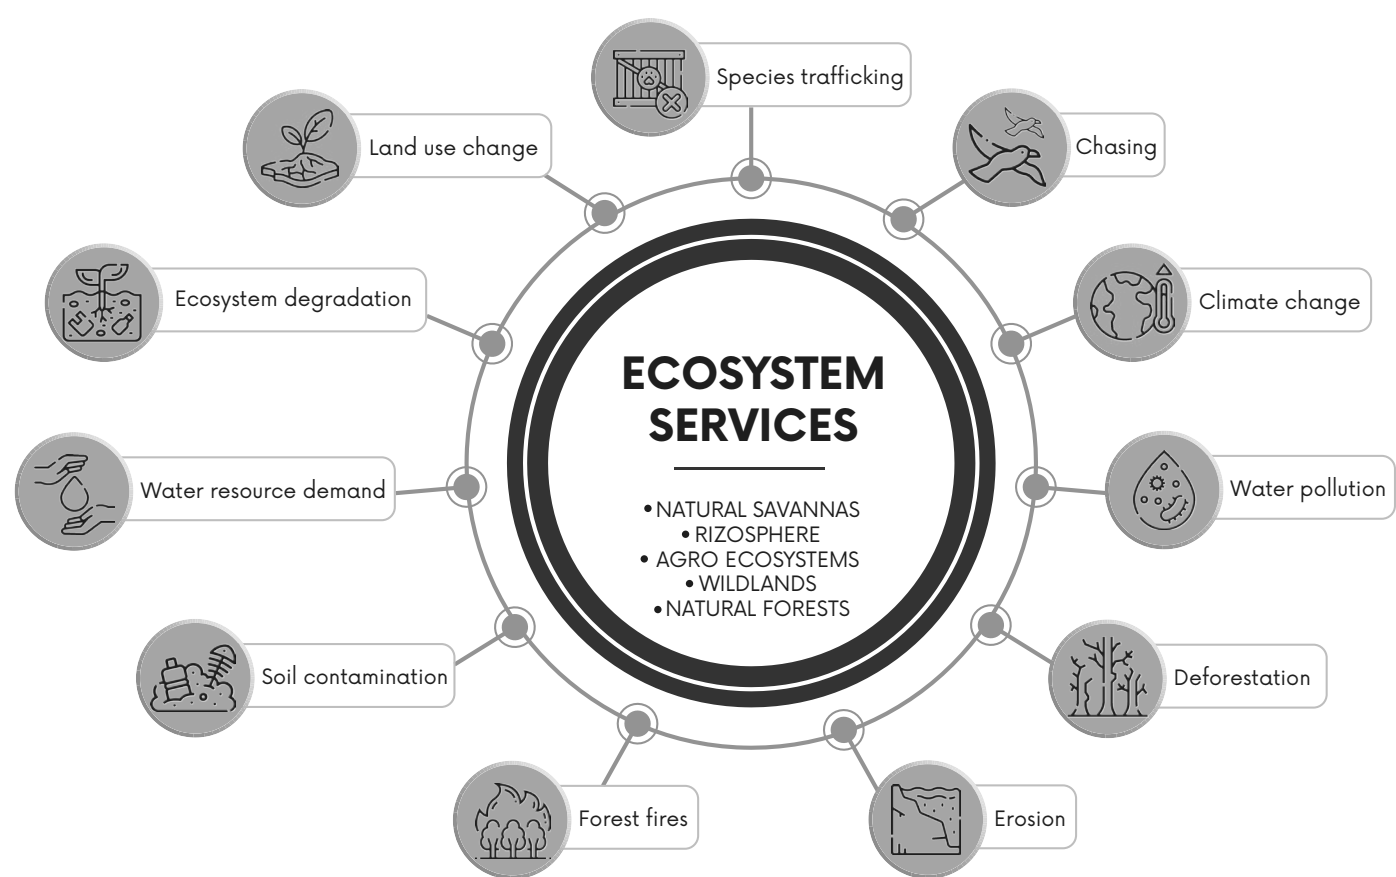 Species trafficking
Land use change
Chasing
Ecosystem degradation
Climate change
ECOSYSTEM
SERVICES
• NATURAL SAVANNAS
• RIZOSPHERE
• AGRO ECOSYSTEMS
• WILDLANDS
• NATURAL FORESTS
Water resource demand
Water pollution
Soil contamination
Deforestation
Forest fires
Erosion